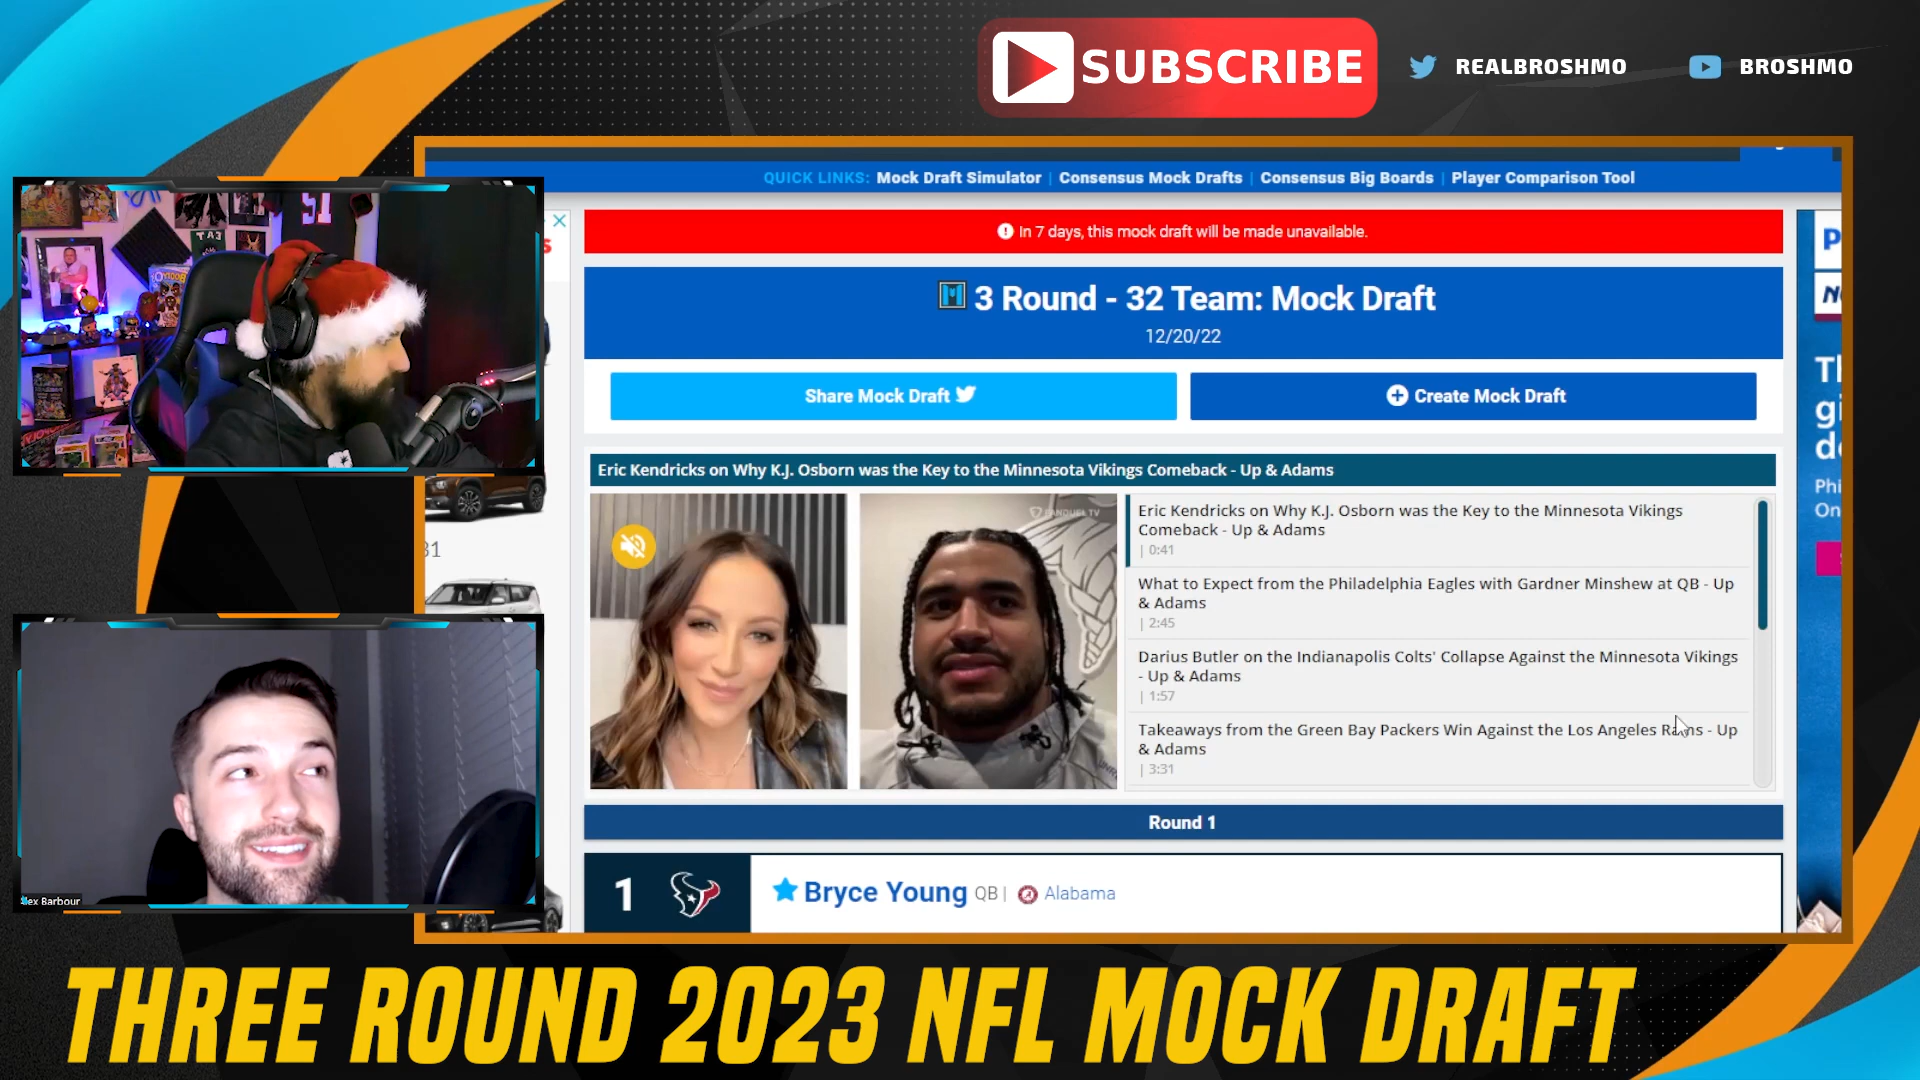 SUBSCRIBE
REALBROSHMO
BROSHMO
QUICK LINKS: Mock Draft Simulator | Consensus Mock Drafts | Consensus Big Boards | Player Comparison Tool
In 7 days, this mock draft will be made unavailable.
3 Round - 32 Team: Mock Draft
12/20/22
Share Mock Draft
Create Mock Draft
Eric Kendricks on Why K.J. Osborn was the Key to the Minnesota Vikings Comeback - Up & Adams
FANDUEL TV
Eric Kendricks on Why K.J. Osborn was the Key to the Minnesota Vikings
Comeback - Up & Adams
| 0:41
What to Expect from the Philadelphia Eagles with Gardner Minshew at QB - Up
& Adams
| 2:45
Darius Butler on the Indianapolis Colts' Collapse Against the Minnesota Vikings
- Up & Adams
| 1:57
Takeaways from the Green Bay Packers Win Against the Los Angeles Rams - Up
& Adams
| 3:31
Round 1
1
Bryce Young QB | Alabama
51
TA3
31
Barbour
THREE ROUND 2023 NFL MOCK DRAFT